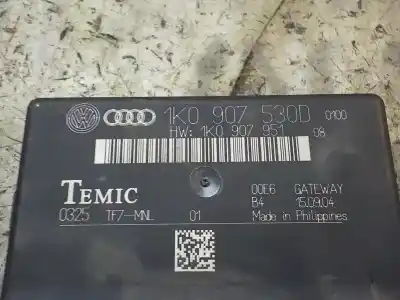 1K0 907 530D 0100
HW: 1K0 907 951 08
TEMIC 00E6 GATEWAY
B4 15.09.04
0325 TF7-MNL 01 Made in Philippines